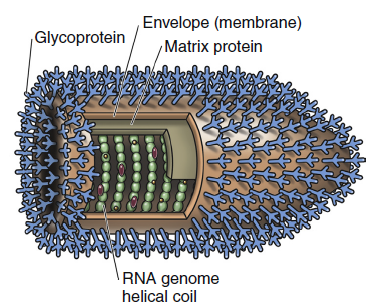 Envelope (membrane)
Glycoprotein
Matrix protein
RNA genome
helical coil